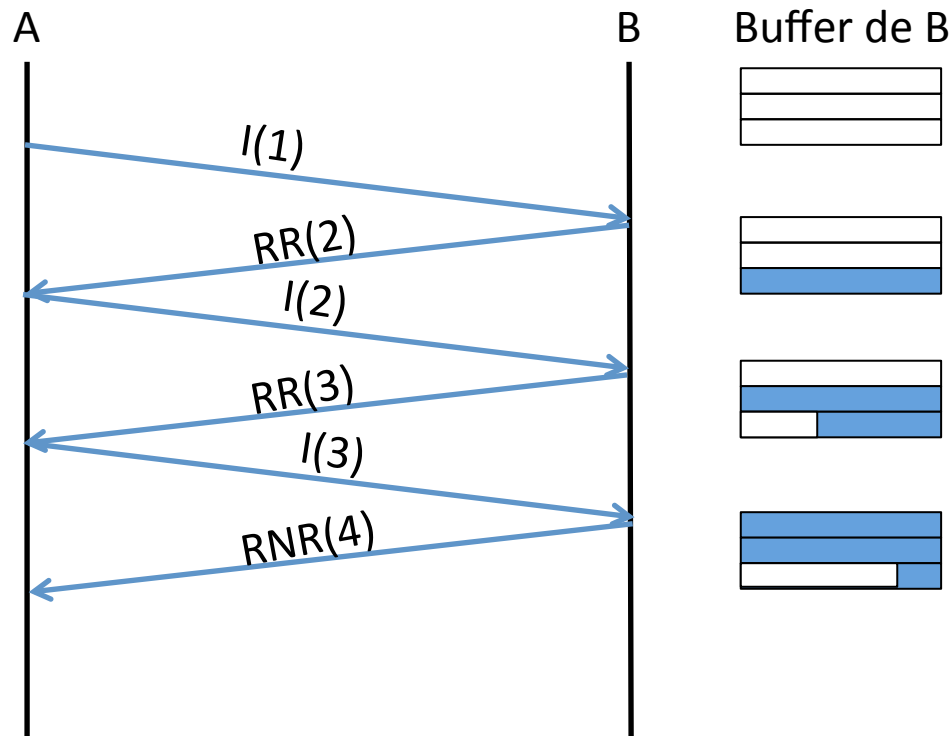 A
B
Buffer de B
I(1)
RR(2)
I(2)
RR(3)
I(3)
RNR(4)